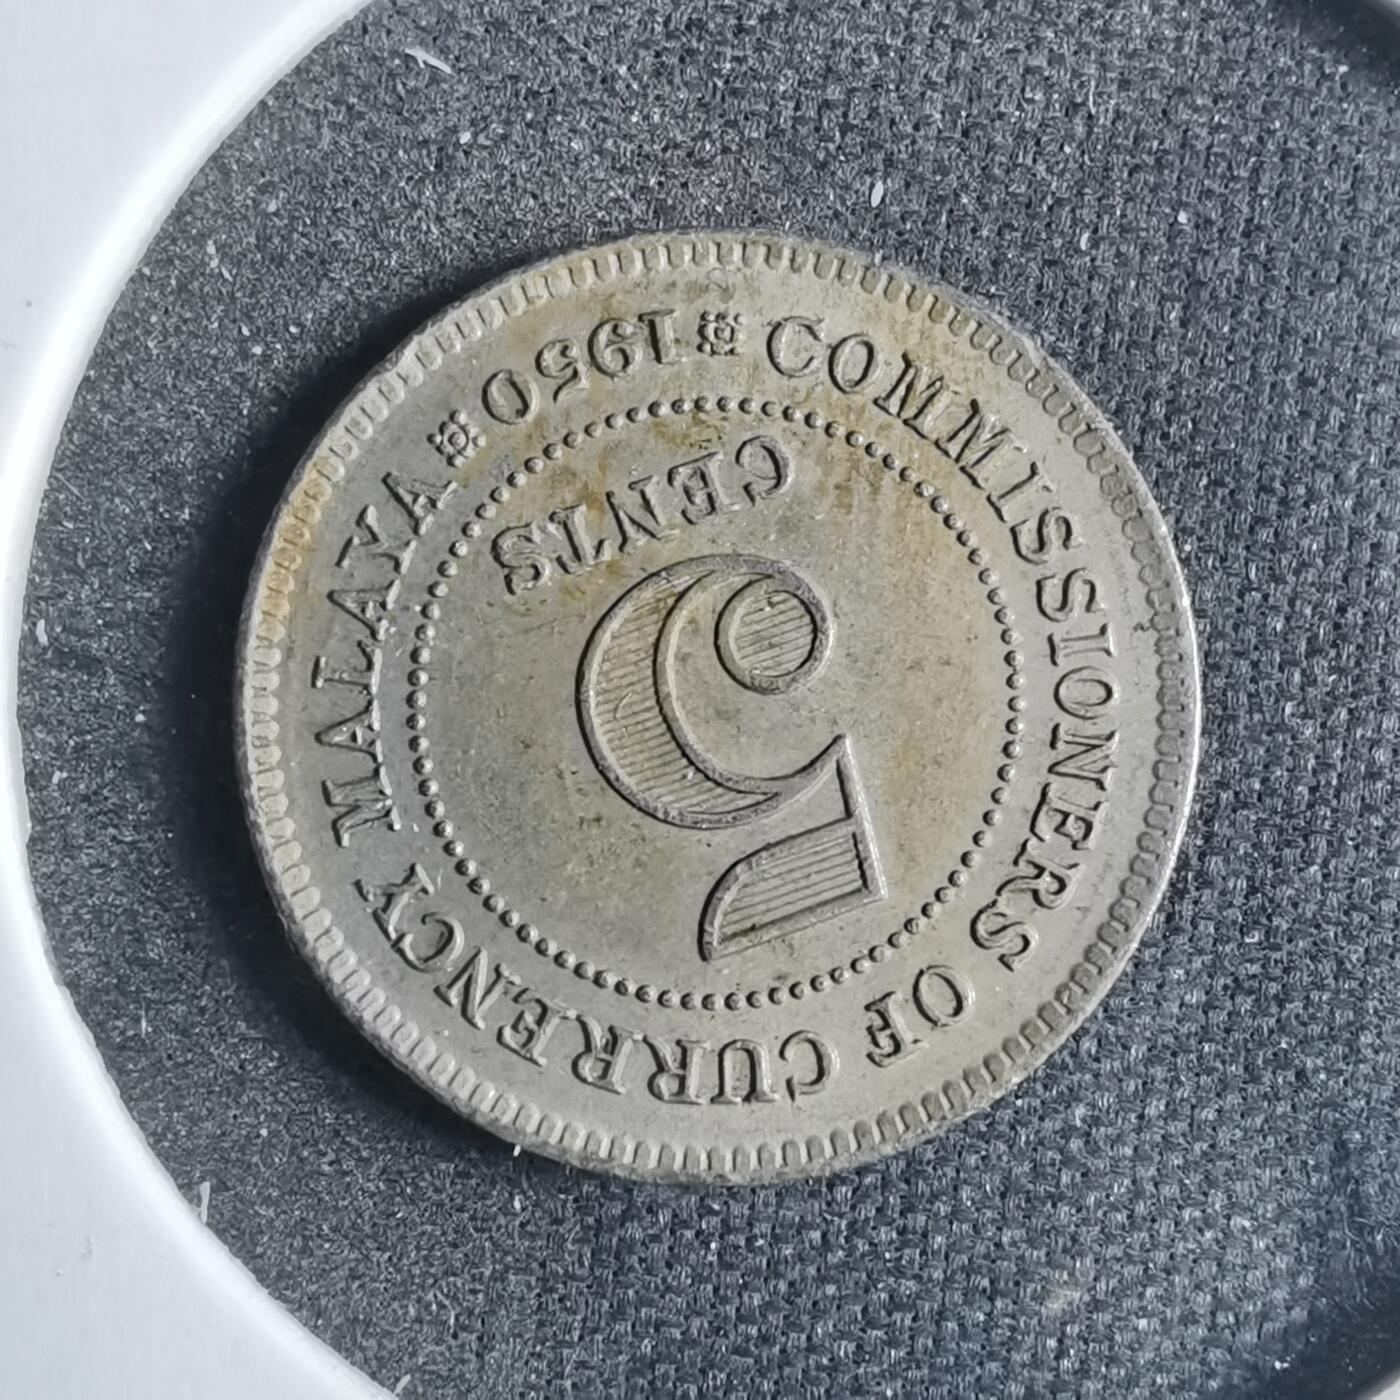 COMMISSIONERS OF CURRENCY MALAYA
5
CENTS
1950